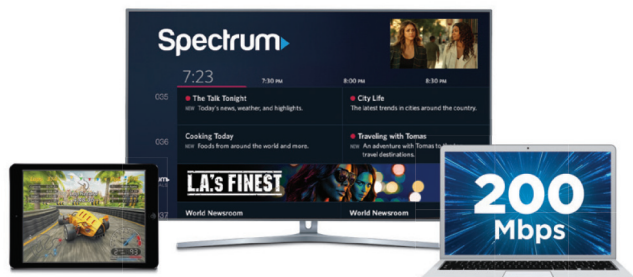 Spectrum
7:23 7:30 PM 8:00 PM 8:30 PM
035 The Talk Tonight City Life
NEW Today's news, weather, and highlights. The latest trends in cities around the country.
036 Cooking Today Traveling with Tomas
NEW Foods from around the world and more. NEW An adventure with Tomas to
travel destinations.
L.A.'s FINEST
World Newsroom World Newsroom
200
Mbps